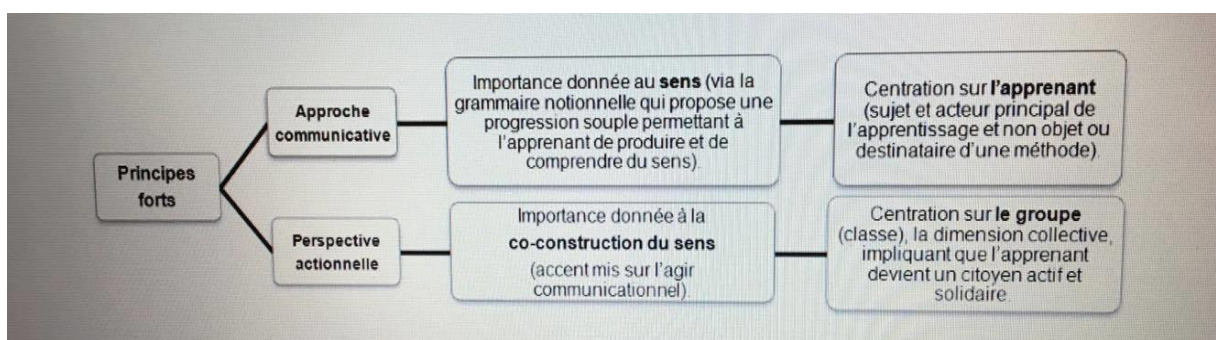 Principes
forts
Approche
communicative
Importance donnée au sens (via la
grammaire notionnelle qui propose une
progression souple permettant à
l'apprenant de produire et de
comprendre du sens).
Centration sur l'apprenant
(sujet et acteur principal de
l'apprentissage et non objet ou
destinataire d'une méthode).
Perspective
actionnelle
Importance donnée à la
co-construction du sens
(accent mis sur l'agir
communicationnel).
Centration sur le groupe
(classe), la dimension collective,
impliquant que l'apprenant
devient un citoyen actif et
solidaire.